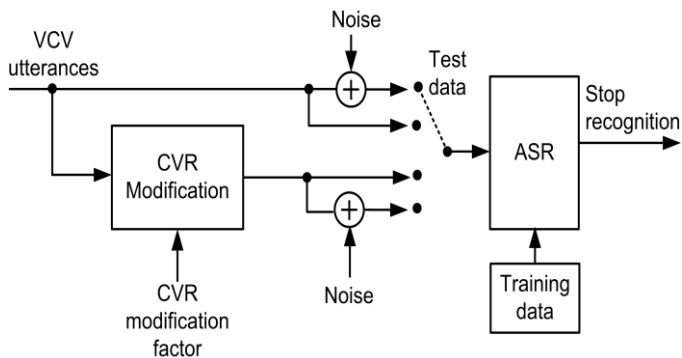 VCV
utterances
Noise
Test
data
CVR
Modification
ASR
Stop
recognition
CVR
modification
factor
Noise
Training
data